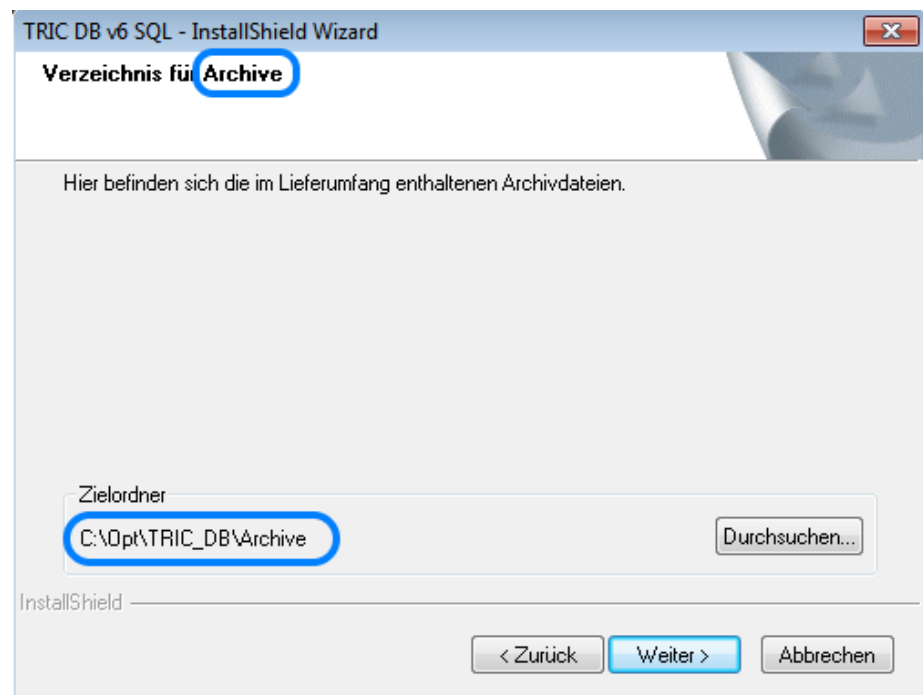 TRIC DB v6 SQL - InstallShield Wizard
Verzeichnis für Archive
Hier befinden sich die im Lieferumfang enthaltenen Archivdateien.
Zielordner
C:\Opt\TRIC_DB\Archive
Durchsuchen...
InstallShield
< Zurück Weiter > Abbrechen